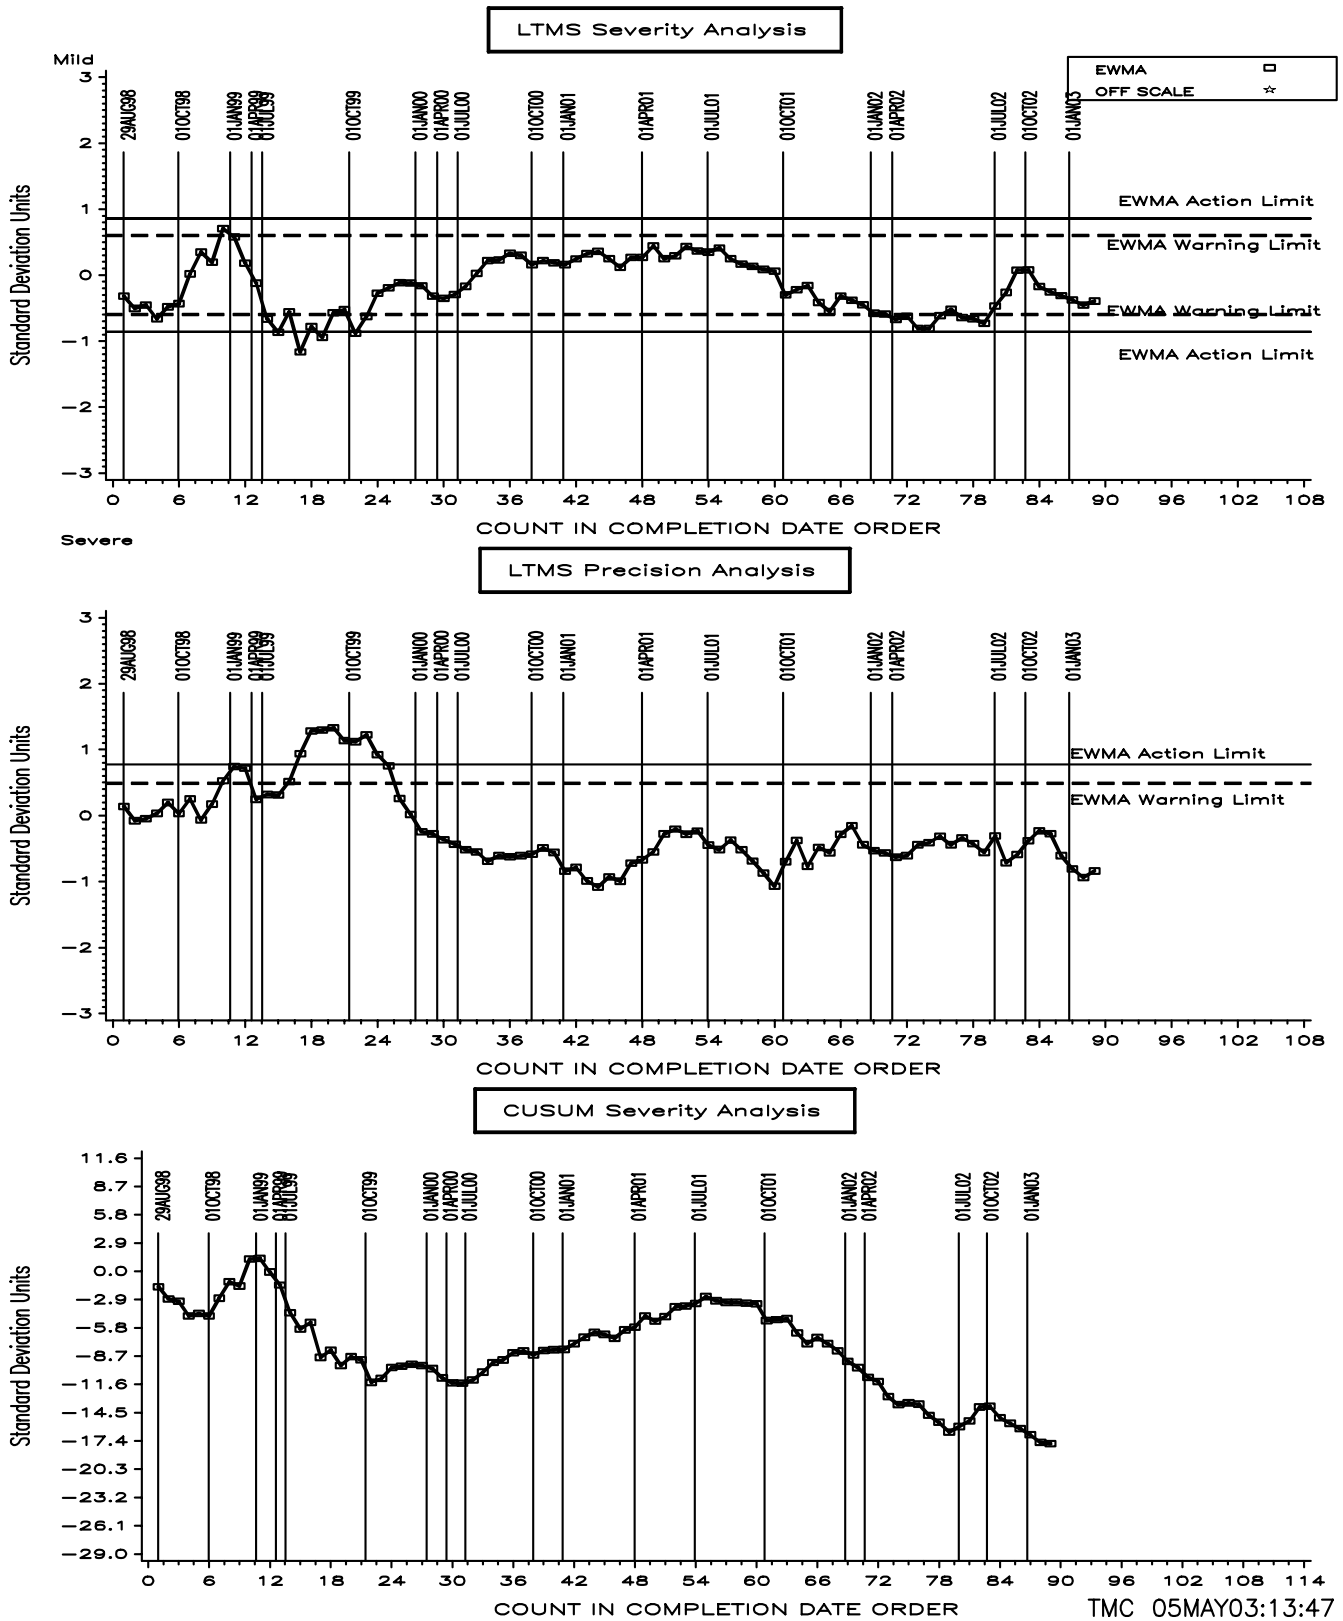 LTMS Severity Analysis
Mild
EWMA
OFF SCALE
29AUG98 01OCT98 01JAN99 01APR99 01JUL99 01OCT99 01JAN00 01APR00 01JUL00 01OCT00 01JAN01 01APR01 01JUL01 01OCT01 01JAN02 01APR02 01JUL02 01OCT02 01JAN03
3
2
1
0
−1
−2
−3
Standard Deviation Units
EWMA Action Limit
EWMA Warning Limit
EWMA Warning Limit
EWMA Action Limit
0 6 12 18 24 30 36 42 48 54 60 66 72 78 84 90 96 102 108
COUNT IN COMPLETION DATE ORDER
Severe
LTMS Precision Analysis
29AUG98 01OCT98 01JAN99 01APR99 01JUL99 01OCT99 01JAN00 01APR00 01JUL00 01OCT00 01JAN01 01APR01 01JUL01 01OCT01 01JAN02 01APR02 01JUL02 01OCT02 01JAN03
3
2
1
0
−1
−2
−3
Standard Deviation Units
EWMA Action Limit
EWMA Warning Limit
0 6 12 18 24 30 36 42 48 54 60 66 72 78 84 90 96 102 108
COUNT IN COMPLETION DATE ORDER
CUSUM Severity Analysis
29AUG98 01OCT98 01JAN99 01APR99 01JUL99 01OCT99 01JAN00 01APR00 01JUL00 01OCT00 01JAN01 01APR01 01JUL01 01OCT01 01JAN02 01APR02 01JUL02 01OCT02 01JAN03
11.6
8.7
5.8
2.9
0.0
−2.9
−5.8
−8.7
−11.6
−14.5
−17.4
−20.3
−23.2
−26.1
−29.0
Standard Deviation Units
0 6 12 18 24 30 36 42 48 54 60 66 72 78 84 90 96 102 108 114
COUNT IN COMPLETION DATE ORDER
TMC 05MAY03:13:47